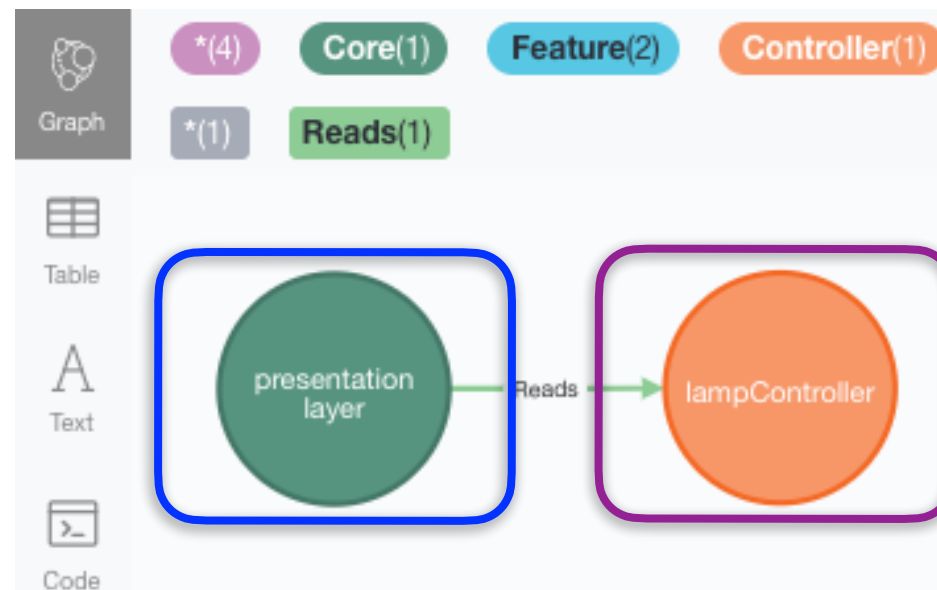 *(4) Core(1) Feature(2) Controller(1)
Graph
*(1) Reads(1)
Table
presentation
layer
Reads
lampController
Text
Code